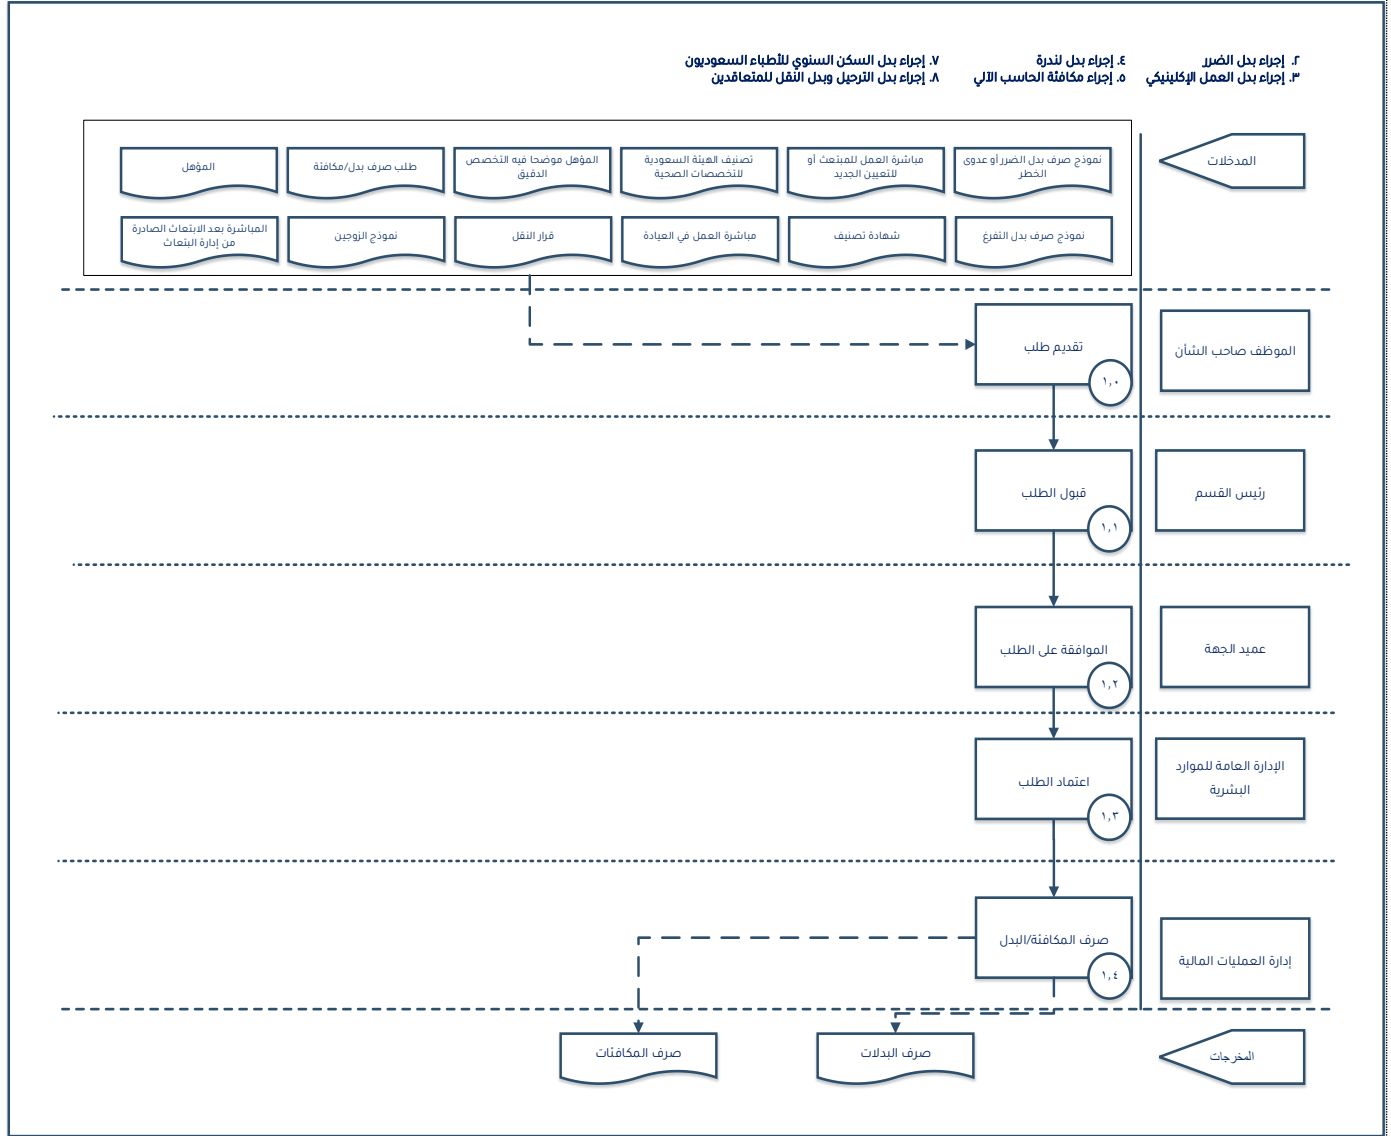 ٢. إجراء بدل الضرر
٣. إجراء بدل العمل الإكلينيكي
٤. إجراء بدل لندرة
٥. إجراء مكافئة الحاسب الآلي
٧. إجراء بدل السكن السنوي للأطباء السعوديون
٨. إجراء بدل الترحيل وبدل النقل للمتعاقدين
المدخلات
نموذج صرف بدل الضرر أو عدوى
الخطر
مباشرة العمل للمبتعث أو
للتعيين الجديد
تصنيف الهيئة السعودية
للتخصصات الصحية
المؤهل موضحا فيه التخصص
الدقيق
طلب صرف بدل/مكافئة
المؤهل
نموذج صرف بدل التفرغ
شهادة تصنيف
مباشرة العمل في العيادة
قرار النقل
نموذج الزوجين
المباشرة بعد الابتعاث الصادرة
من إدارة البتعاث
الموظف صاحب الشأن
تقديم طلب
١,٠
رئيس القسم
قبول الطلب
١,١
عميد الجهة
الموافقة على الطلب
١,٢
الإدارة العامة للموارد
البشرية
اعتماد الطلب
١,٣
إدارة العمليات المالية
صرف المكافئة/البدل
١,٤
المخرجات
صرف البدلات
صرف المكافئات